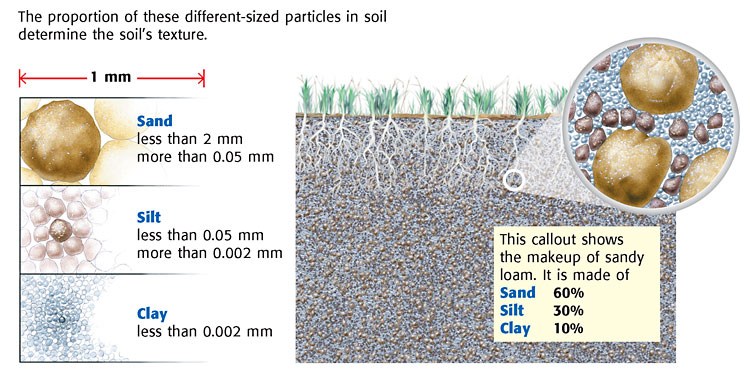 The proportion of these different-sized particles in soil
determine the soil's texture.
1 mm
Sand
less than 2 mm
more than 0.05 mm
Silt
less than 0.05 mm
more than 0.002 mm
Clay
less than 0.002 mm
This callout shows
the makeup of sandy
loam. It is made of
Sand 60%
Silt 30%
Clay 10%